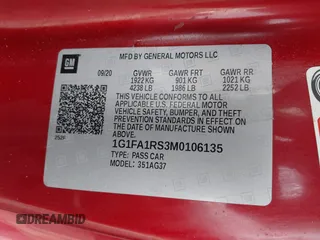 MFD BY GENERAL MOTORS LLC
GM
09/20 GVWR GAWR FRT GAWR RR
1922 KG 901 KG 1021 KG
4238 LB 1986 LB 2252 LB
THIS VEHICLE CONFORMS TO ALL APPLICABLE
U.S. FEDERAL MOTOR
VEHICLE SAFETY, BUMPER, AND THEFT
PREVENTION STANDARDS IN EFFECT ON
THE DATE OF MANUFACTURE SHOWN ABOVE.
1G1FA1RS3M0106135
TYPE: PASS CAR
MODEL: 351AG37
DREAMBID